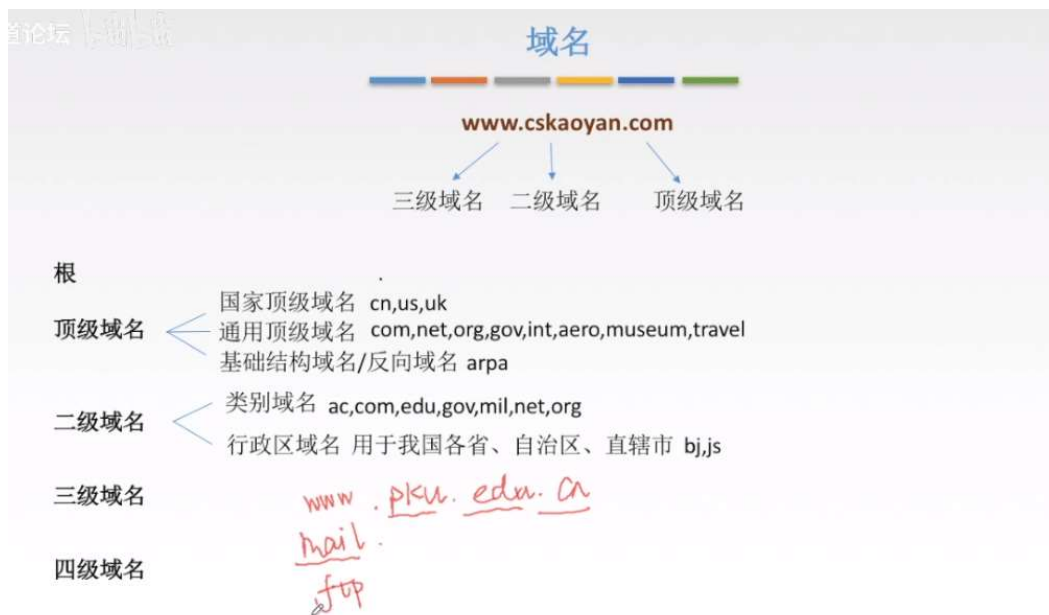 道论坛
域名
www.cskaoyan.com
三级域名 二级域名 顶级域名
根 .
国家顶级域名 cn,us,uk
顶级域名 通用顶级域名 com,net,org,gov,int,aero,museum,travel
基础结构域名/反向域名 arpa
类别域名 ac,com,edu,gov,mil,net,org
二级域名
行政区域名 用于我国各省、自治区、直辖市 bj,js
三级域名 www.pku.edu.cn
mail.
四级域名
ftp